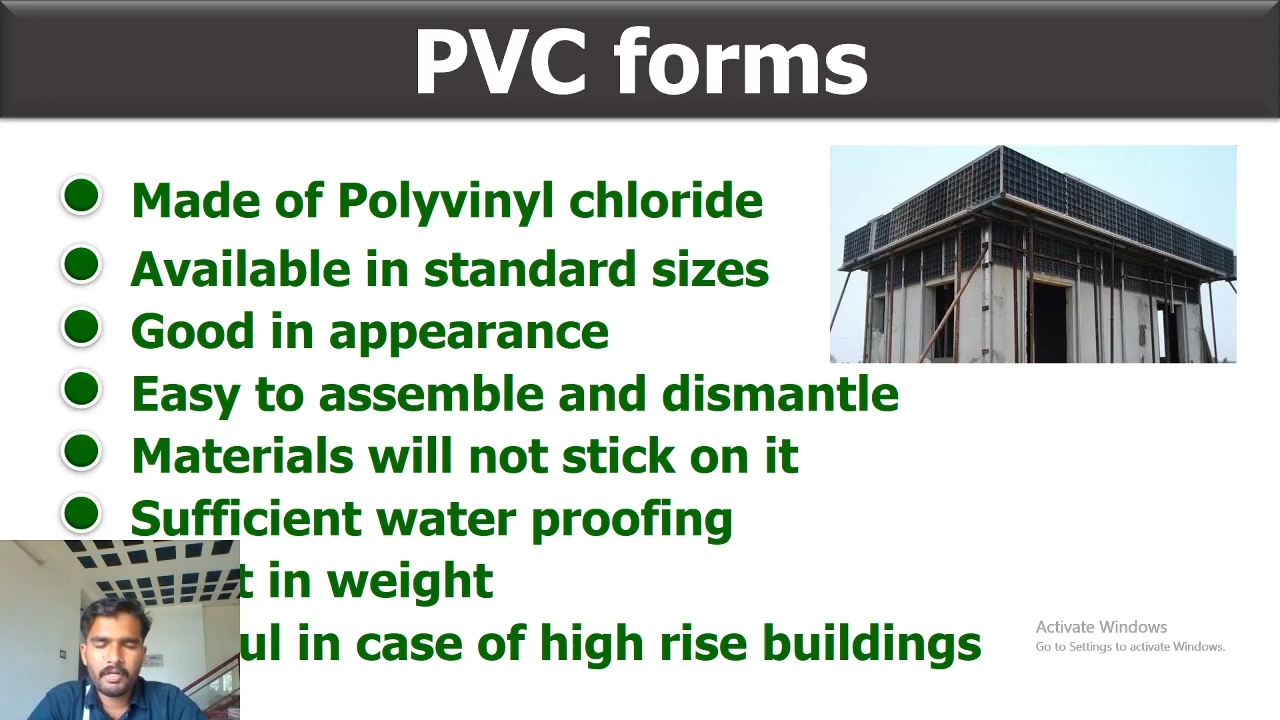 PVC forms
Made of Polyvinyl chloride
Available in standard sizes
Good in appearance
Easy to assemble and dismantle
Materials will not stick on it
Sufficient water proofing
in weight
in case of high rise buildings
Activate Windows
Go to Settings to activate Windows.